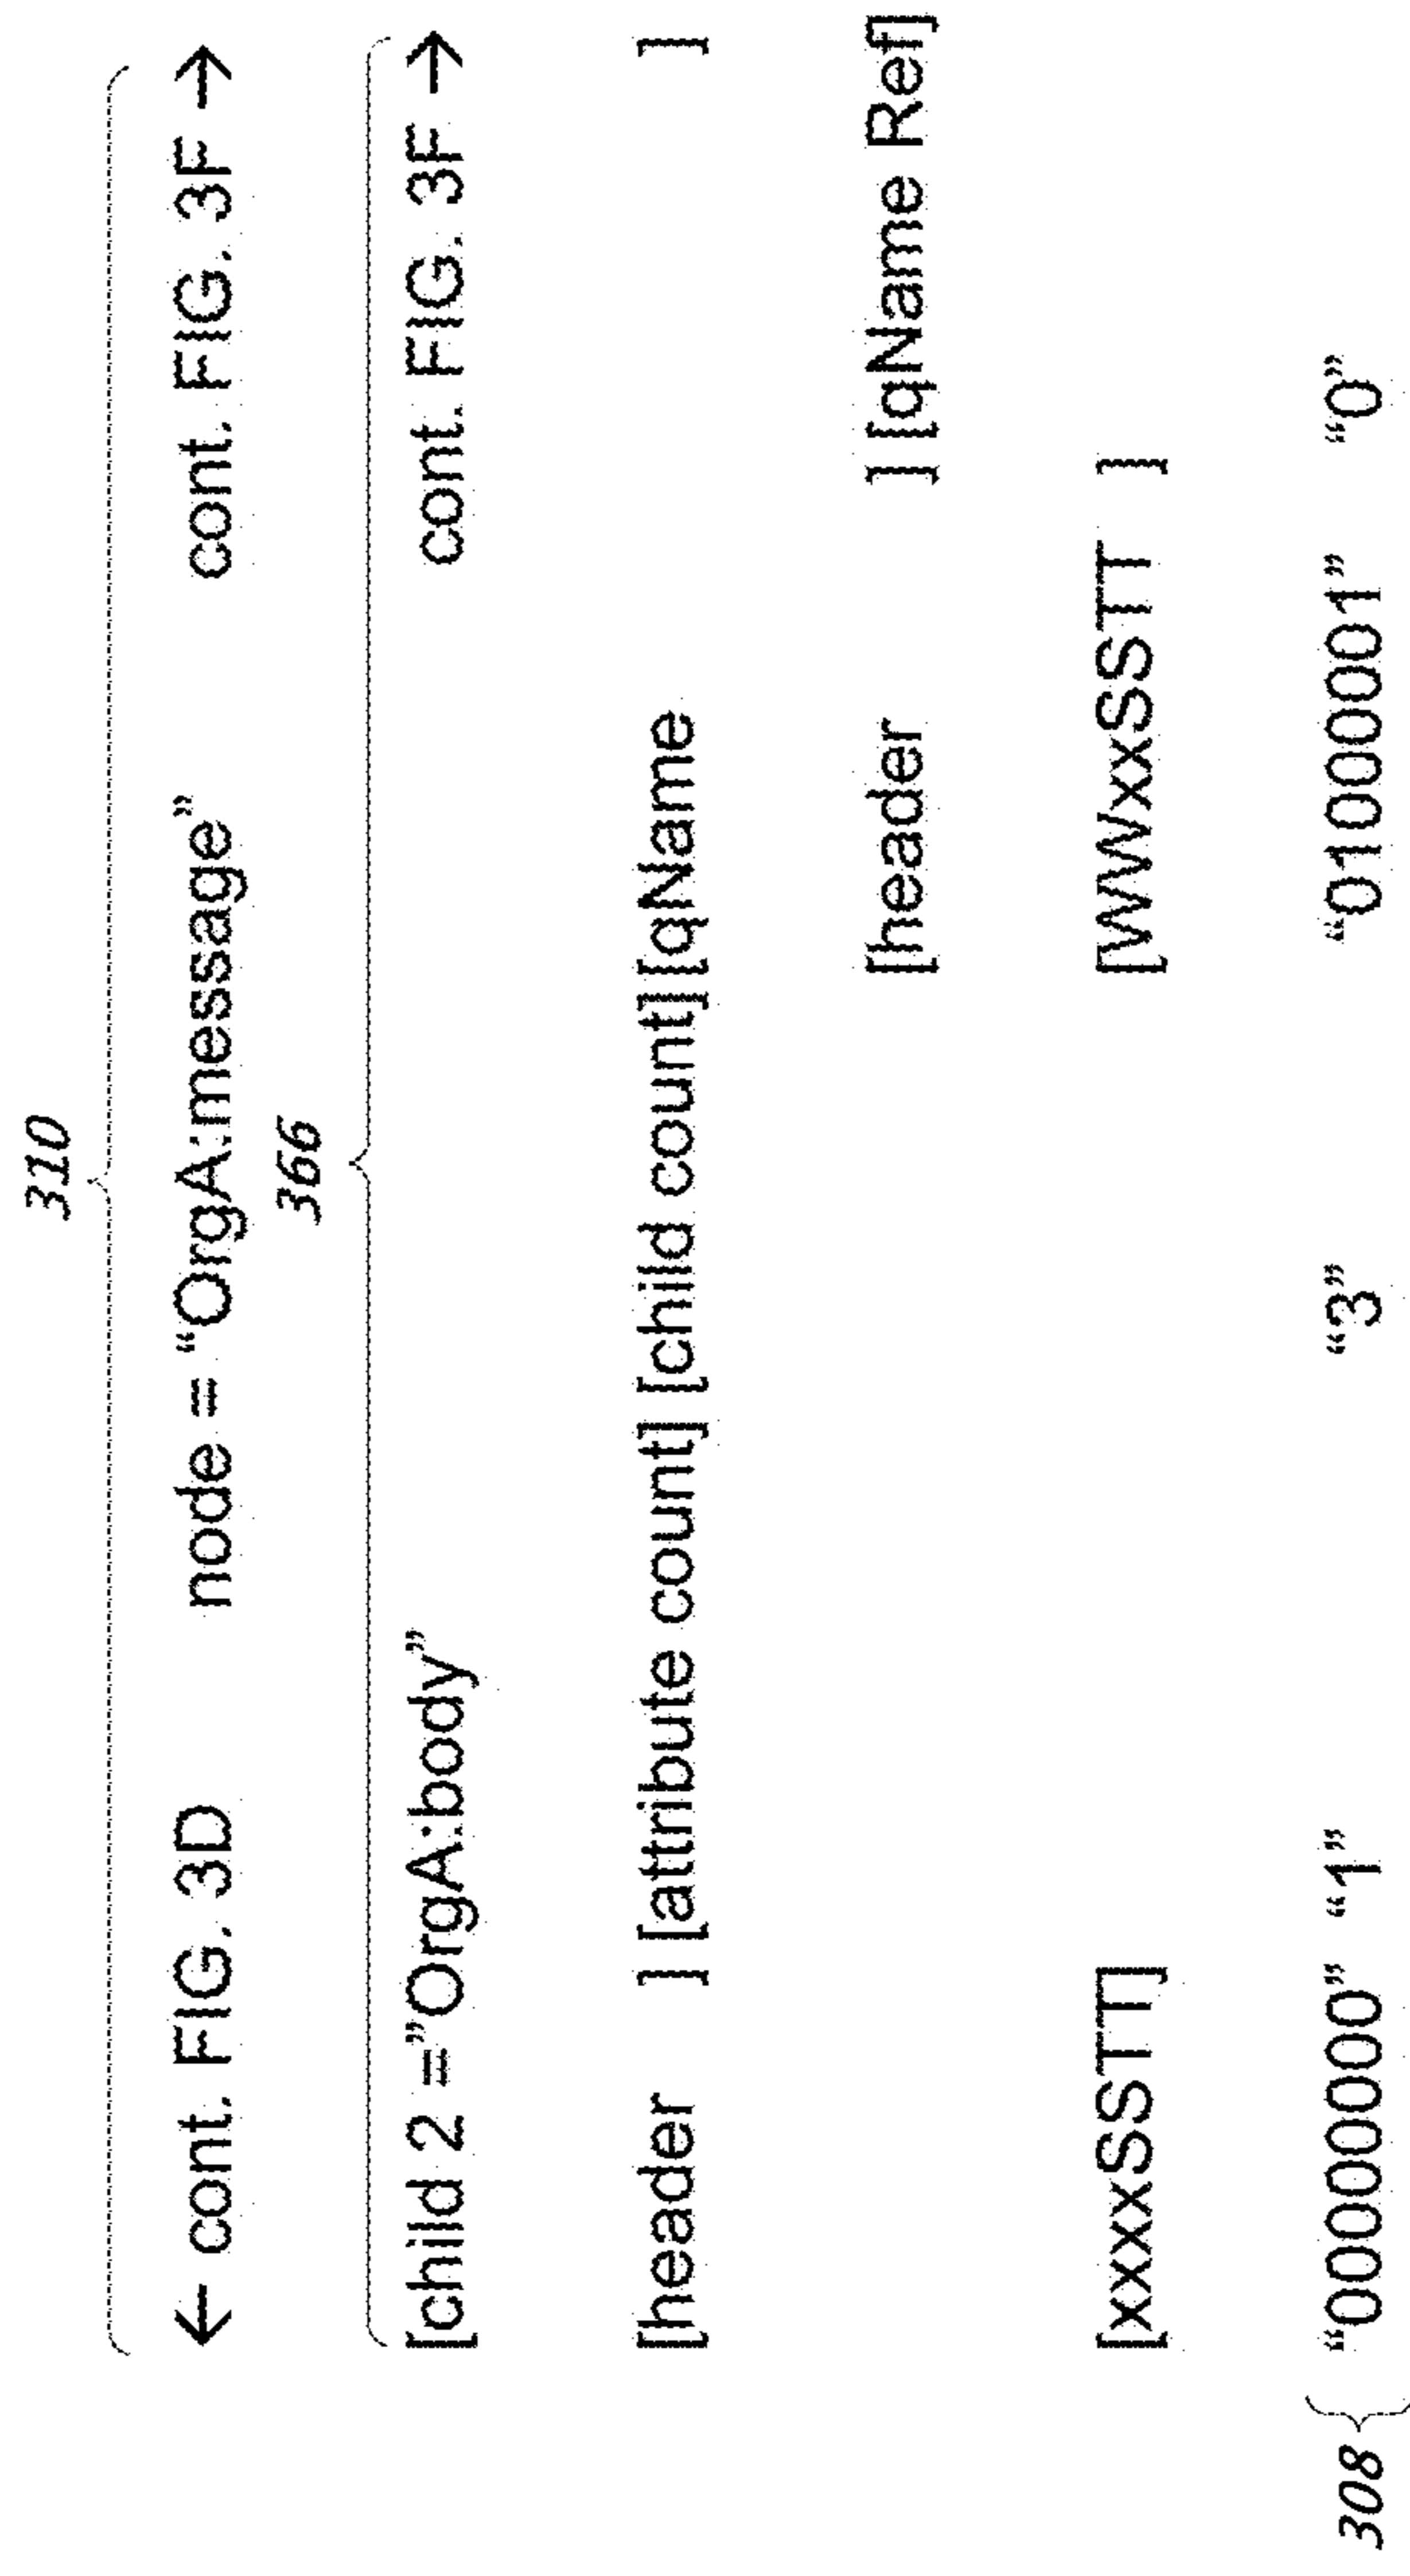 310
← cont. FIG. 3D node = “OrgA:message” cont. FIG. 3F →
366
[child 2 =”OrgA:body” cont. FIG. 3F →
[header ] [attribute count] [child count][qName ]
[header ] [qName Ref]
[xxxxSSTT] [WWxxSSTT ]
308 “00000000” “1” “3” “01000001” “0”